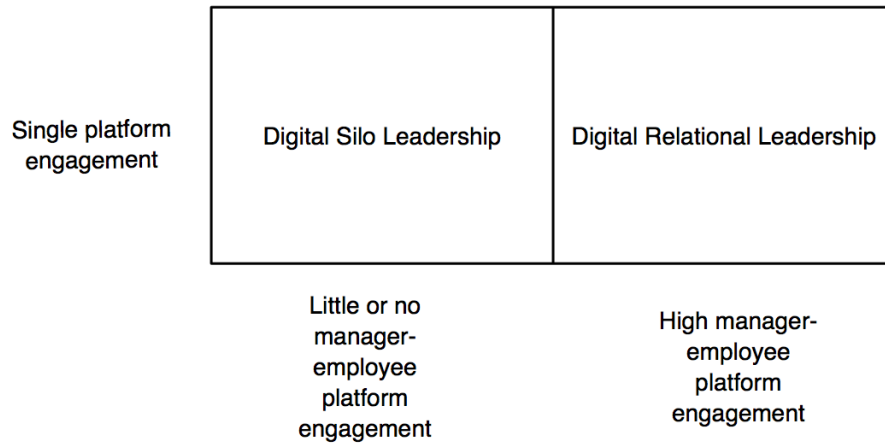 Single platform
engagement
Digital Silo Leadership
Digital Relational Leadership
Little or no
manager-
employee
platform
engagement
High manager-
employee
platform
engagement